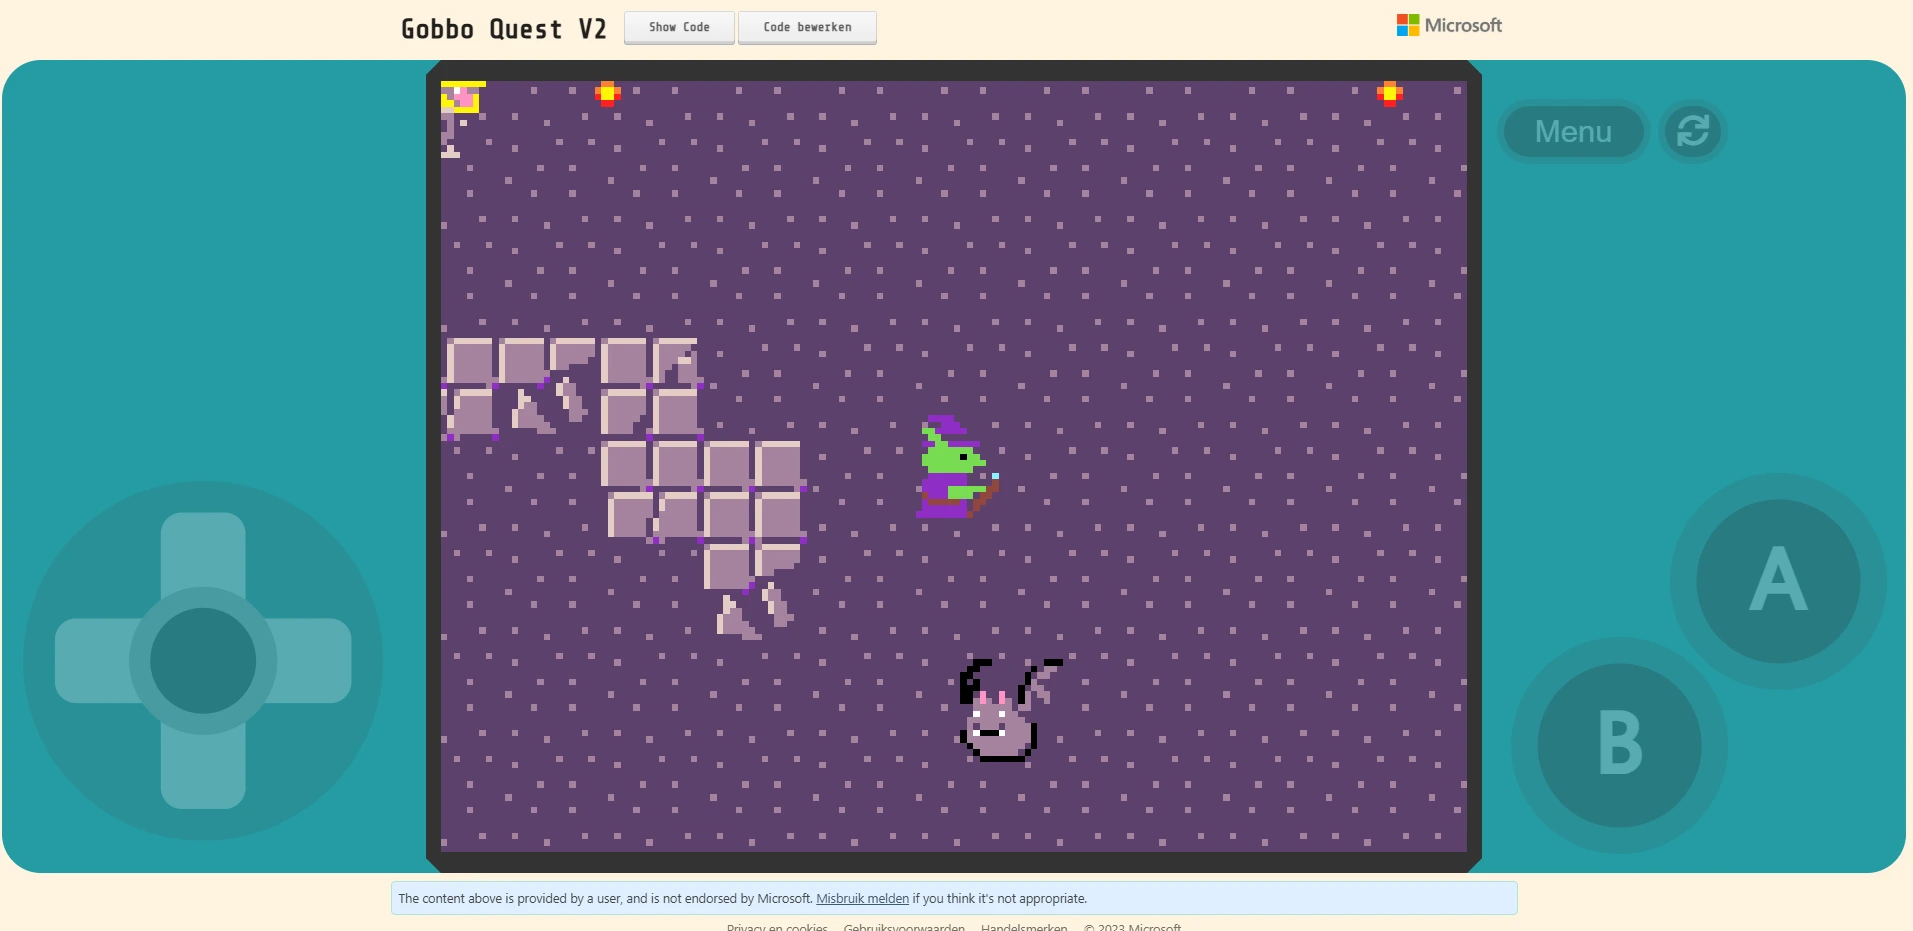 Gobbo Quest V2
Show Code
Code bewerken
Microsoft
Menu
A
B
The content above is provided by a user, and is not endorsed by Microsoft. Misbruik melden if you think it's not appropriate.
Privacy en cookies Gebruiksvoorwaarden Handelsmerken © 2023 Microsoft